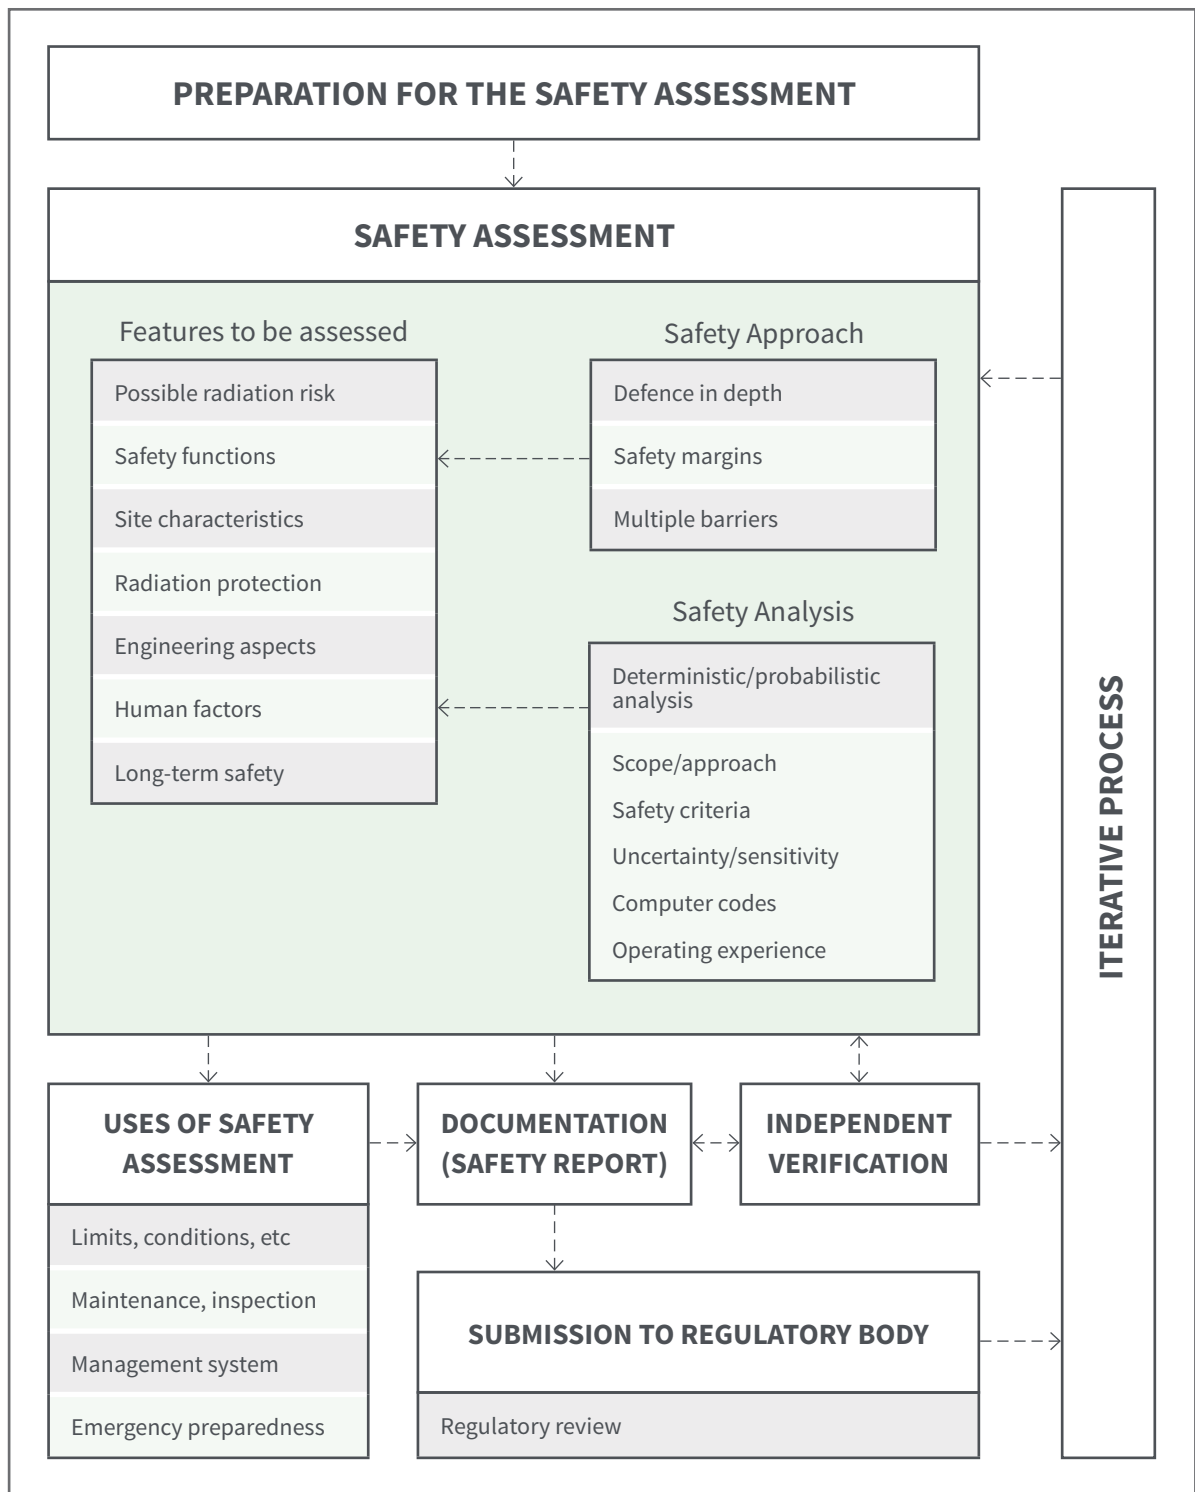 PREPARATION FOR THE SAFETY ASSESSMENT
SAFETY ASSESSMENT
Features to be assessed
Possible radiation risk
Safety functions
Site characteristics
Radiation protection
Engineering aspects
Human factors
Long-term safety
Safety Approach
Defence in depth
Safety margins
Multiple barriers
Safety Analysis
Deterministic/probabilistic
analysis
Scope/approach
Safety criteria
Uncertainty/sensitivity
Computer codes
Operating experience
USES OF SAFETY
ASSESSMENT
Limits, conditions, etc
Maintenance, inspection
Management system
Emergency preparedness
DOCUMENTATION
(SAFETY REPORT)
INDEPENDENT
VERIFICATION
SUBMISSION TO REGULATORY BODY
Regulatory review
ITERATIVE PROCESS